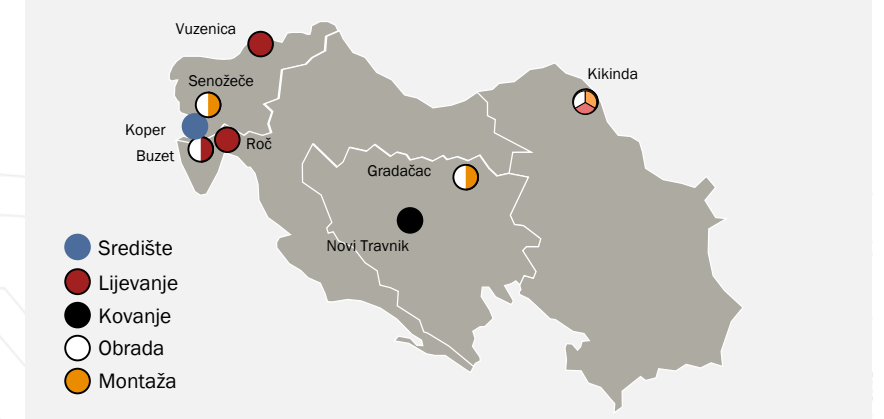 Vuzenica
Kikinda
Senožeče
Koper
Roč
Buzet
Gradačac
Novi Travnik
Središte
Lijevanje
Kovanje
Obrada
Montaža